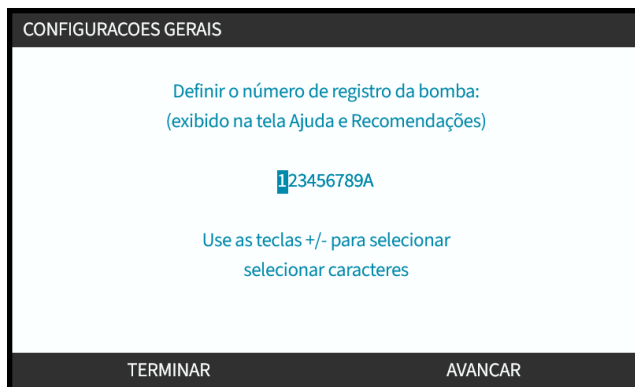 CONFIGURACOES GERAIS
Definir o número de registro da bomba:
(exibido na tela Ajuda e Recomendações)
123456789A
Use as teclas +/- para selecionar
selecionar caracteres
TERMINAR AVANCAR